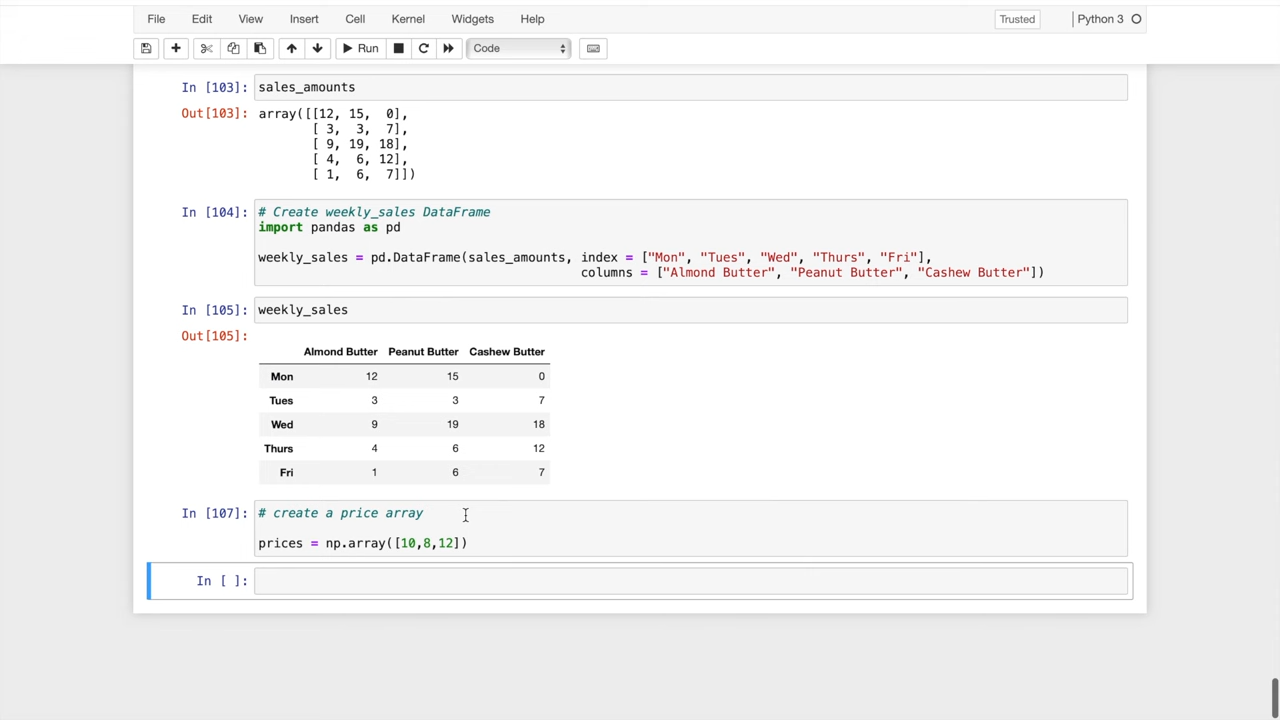 File Edit View Insert Cell Kernel Widgets Help Trusted Python 3
Run Code
In [103]: sales_amounts
Out[103]: array([[12, 15,  0],
       [ 3,  3,  7],
       [ 9, 19, 18],
       [ 4,  6, 12],
       [ 1,  6,  7]])
In [104]: # Create weekly_sales DataFrame
import pandas as pd
weekly_sales = pd.DataFrame(sales_amounts, index = ["Mon", "Tues", "Wed", "Thurs", "Fri"],
columns = ["Almond Butter", "Peanut Butter", "Cashew Butter"])
In [105]: weekly_sales
Out[105]:
Almond Butter Peanut Butter Cashew Butter
Mon 12 15 0
Tues 3 3 7
Wed 9 19 18
Thurs 4 6 12
Fri 1 6 7
In [107]: # create a price array
prices = np.array([10,8,12])
In [ ]: